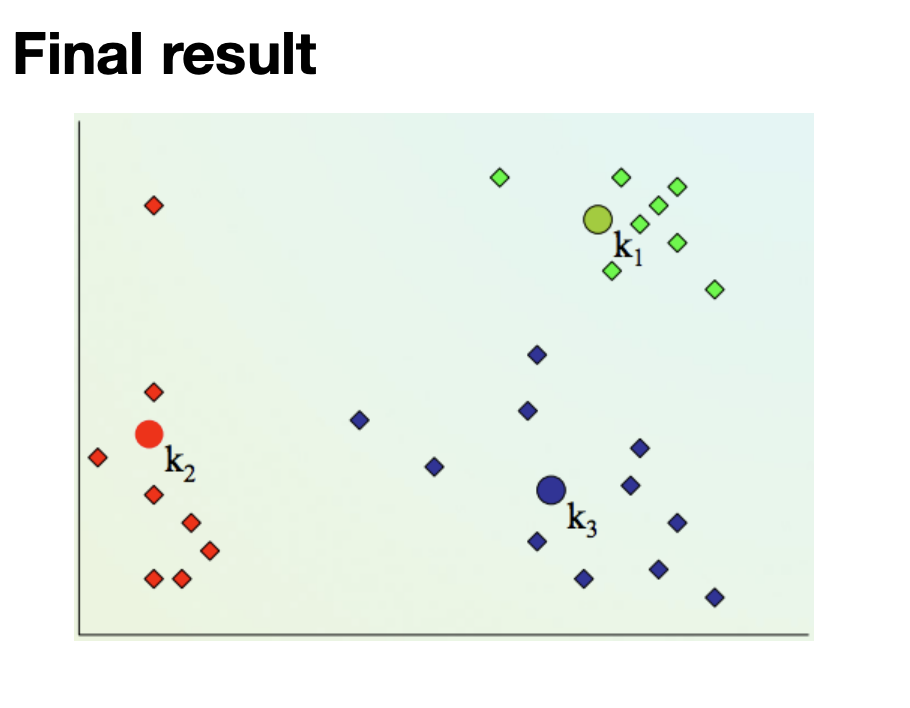 Final result
k₁
k₂
k₃